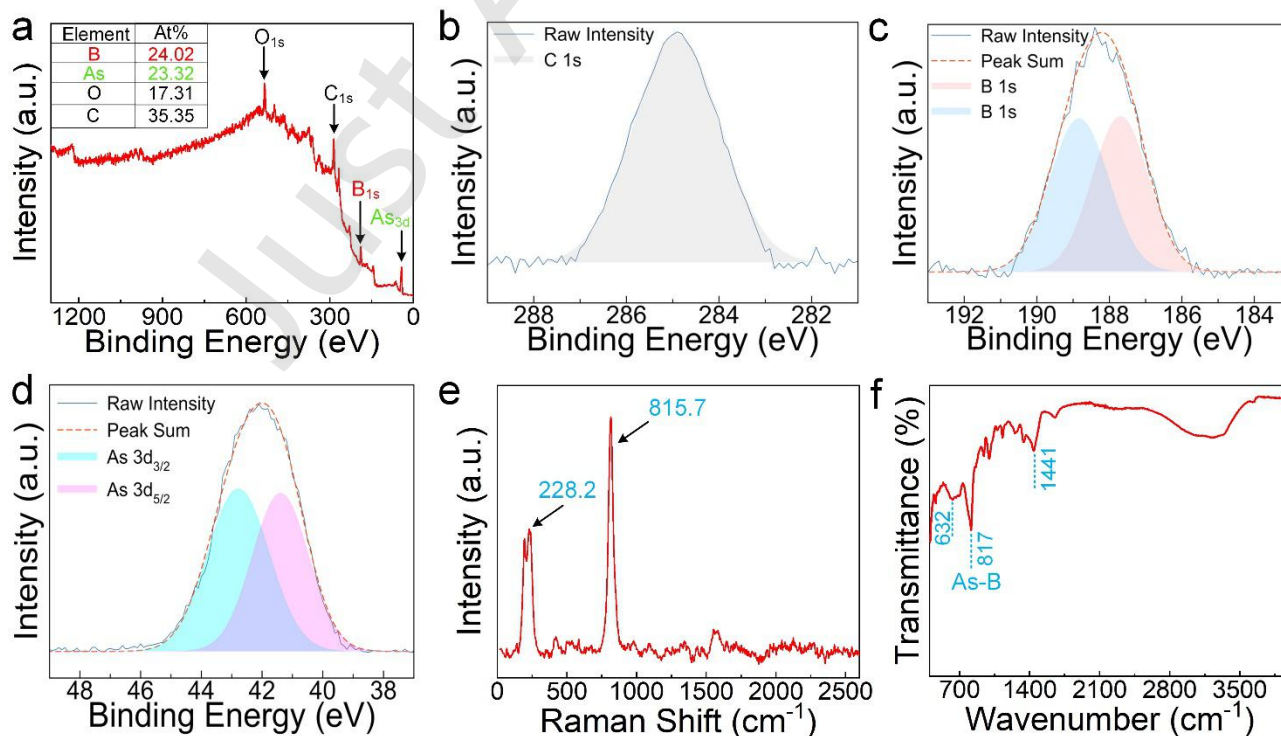 a
Element At%
B 24.02
As 23.32
O 17.31
C 35.35
O1s
C1s
B1s
As3d
Intensity (a.u.)
1200 900 600 300 0
Binding Energy (eV)
b
Raw Intensity
C 1s
Intensity (a.u.)
288 286 284 282
Binding Energy (eV)
c
Raw Intensity
Peak Sum
B 1s
B 1s
Intensity (a.u.)
192 190 188 186 184
Binding Energy (eV)
d
Raw Intensity
Peak Sum
As 3d3/2
As 3d5/2
Intensity (a.u.)
48 46 44 42 40 38
Binding Energy (eV)
e
815.7
228.2
Intensity (a.u.)
0 500 1000 1500 2000 2500
Raman Shift (cm-1)
f
632
817
1441
As-B
Transmittance (%)
700 1400 2100 2800 3500
Wavenumber (cm-1)
Just A